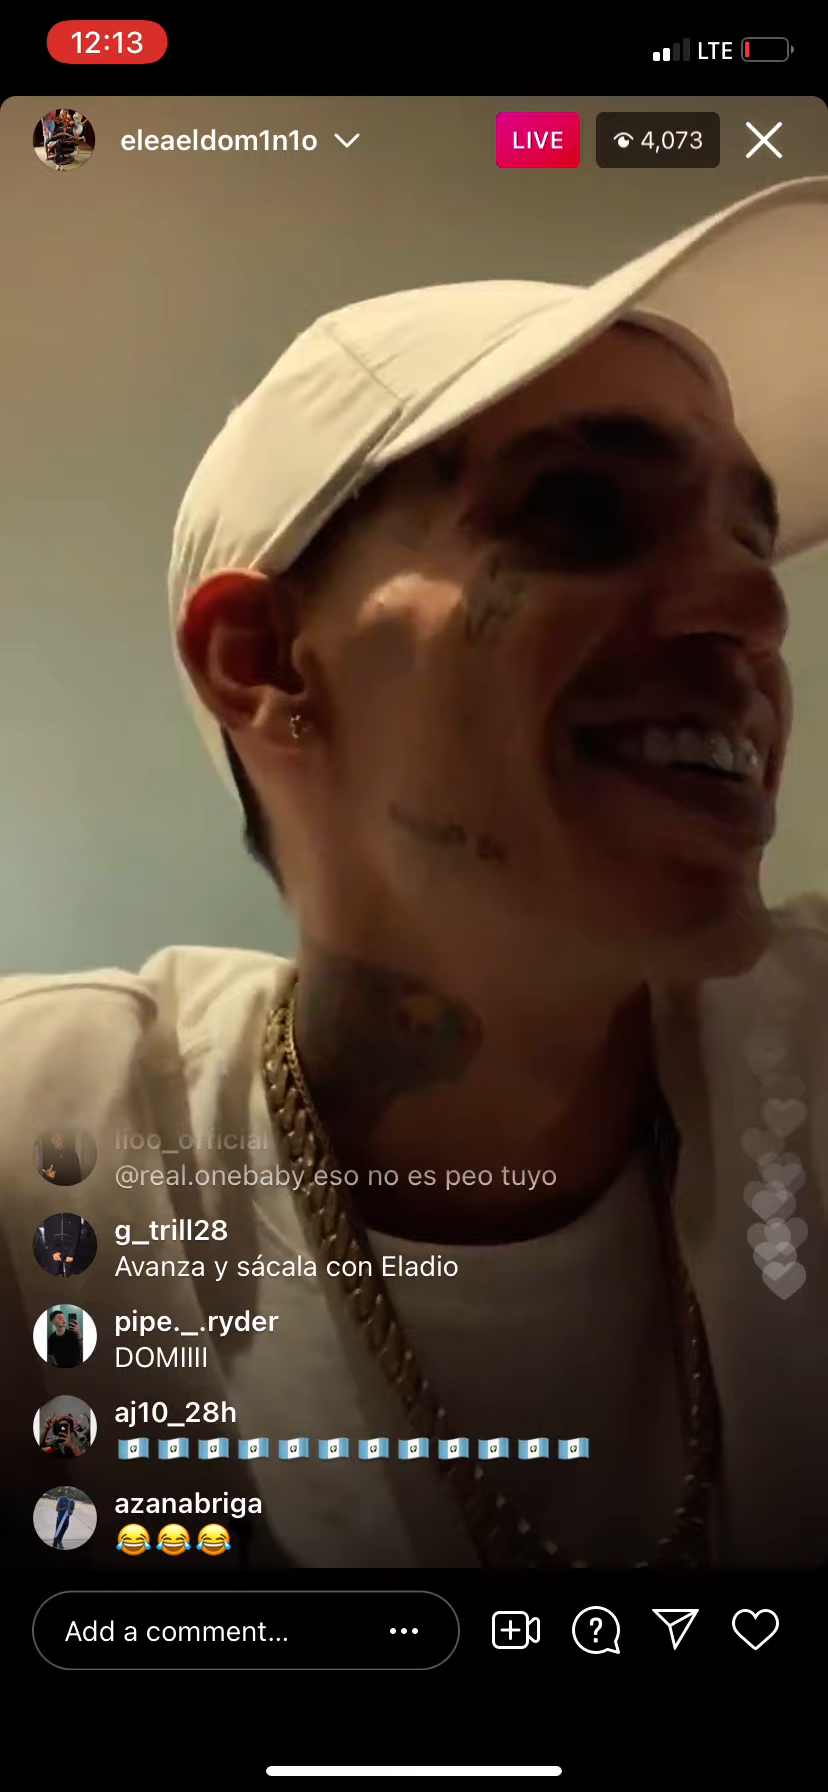 12:13
LTE
eleaeldom1n1o
LIVE
4,073
@real.onebaby eso no es peo tuyo
g_trill28
Avanza y sácala con Eladio
pipe._.ryder
DOMIIII
aj10_28h
🇬🇹🇬🇹🇬🇹🇬🇹🇬🇹🇬🇹🇬🇹🇬🇹🇬🇹🇬🇹🇬🇹🇬🇹
azanabriga
😂😂😂
Add a comment...